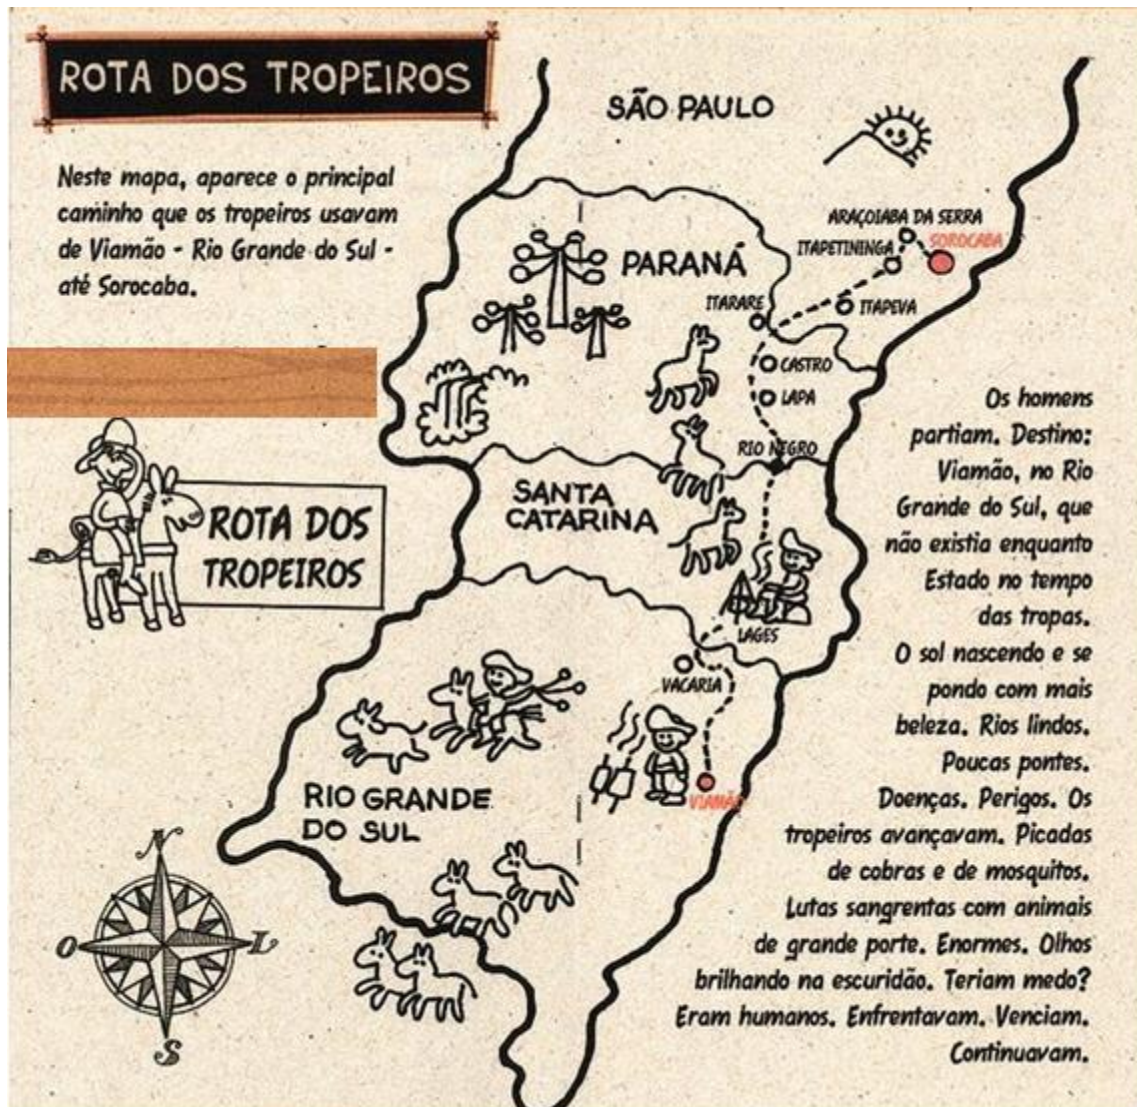 ROTA DOS TROPEIROS
Neste mapa, aparece o principal
caminho que os tropeiros usavam
de Viamão - Rio Grande do Sul -
até Sorocaba.
SÃO PAULO
ARAÇOIABA DA SERRA
ITAPETININGA
SOROCABA
PARANÁ
ITARARE
ITAPEVA
CASTRO
LAPA
RIO NEGRO
SANTA
CATARINA
ROTA DOS
TROPEIROS
LAGES
VACARIA
VIAMÃO
RIO GRANDE
DO SUL
N
O
L
S
Os homens
partiam. Destino:
Viamão, no Rio
Grande do Sul, que
não existia enquanto
Estado no tempo
das tropas.
O sol nascendo e se
pondo com mais
beleza. Rios lindos.
Poucas pontes.
Doenças. Perigos. Os
tropeiros avançavam. Picadas
de cobras e de mosquitos.
Lutas sangrentas com animais
de grande porte. Enormes. Olhos
brilhando na escuridão. Teriam medo?
Eram humanos. Enfrentavam. Venciam.
Continuavam.